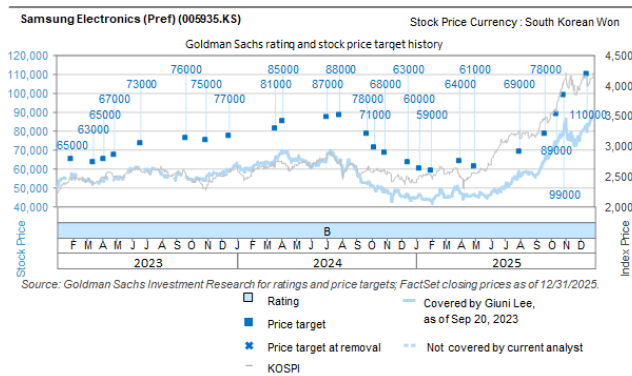 Samsung Electronics (Pref) (005935.KS)
Stock Price Currency : South Korean Won
Goldman Sachs rating and stock price target history
120,000
110,000
100,000
90,000
80,000
70,000
60,000
50,000
40,000
4,500
4,000
3,500
3,000
2,500
2,000
65000
63000
65000
67000
73000
76000
75000
77000
81000
85000
87000
88000
78000
71000
68000
63000
60000
59000
64000
61000
69000
78000
89000
99000
110000
Stock Price
Index Price
B
F M A M J J A S O N D J F M A M J J A S O N D J F M A M J J A S O N D
2023 2024 2025
Source: Goldman Sachs Investment Research for ratings and price targets; FactSet closing prices as of 12/31/2025.
Rating
Price target
Price target at removal
KOSPI
Covered by Giuni Lee,
as of Sep 20, 2023
Not covered by current analyst